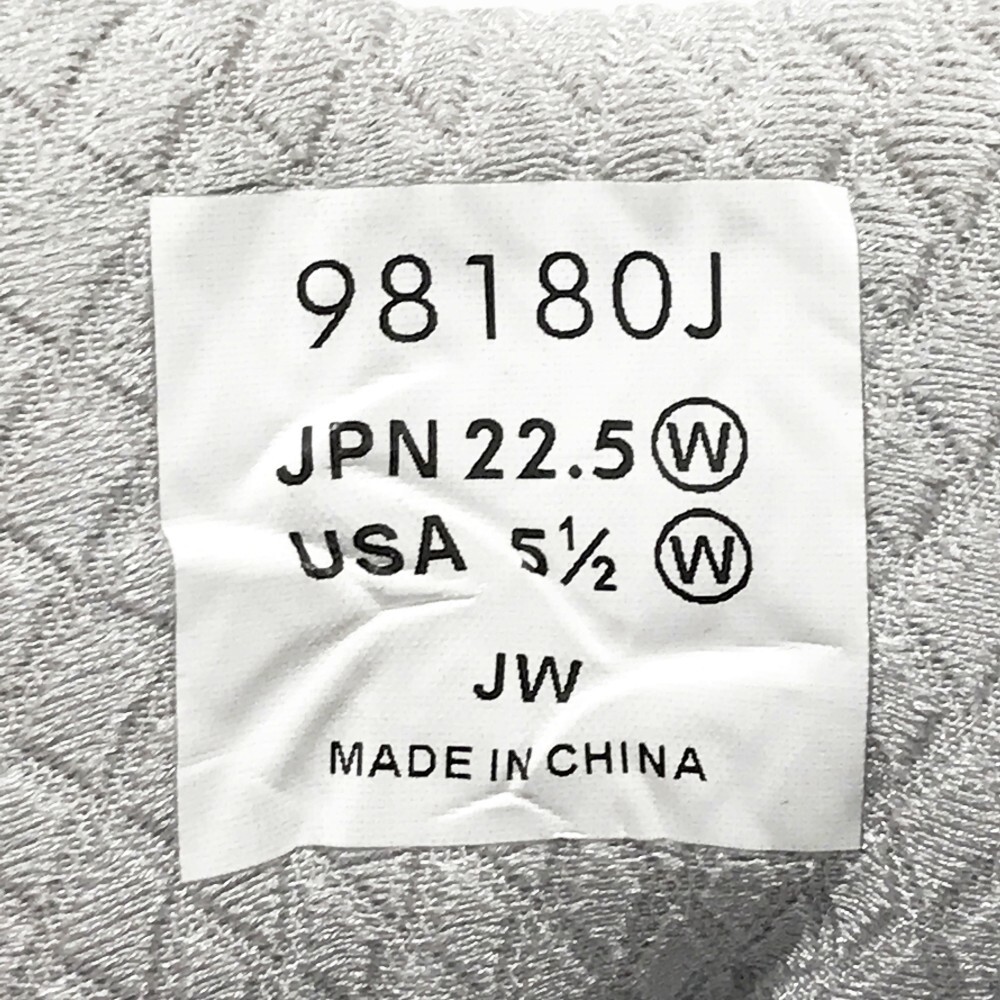 98180J
JPN 22.5 Ⓦ
USA 5½ Ⓦ
JW
MADE IN CHINA